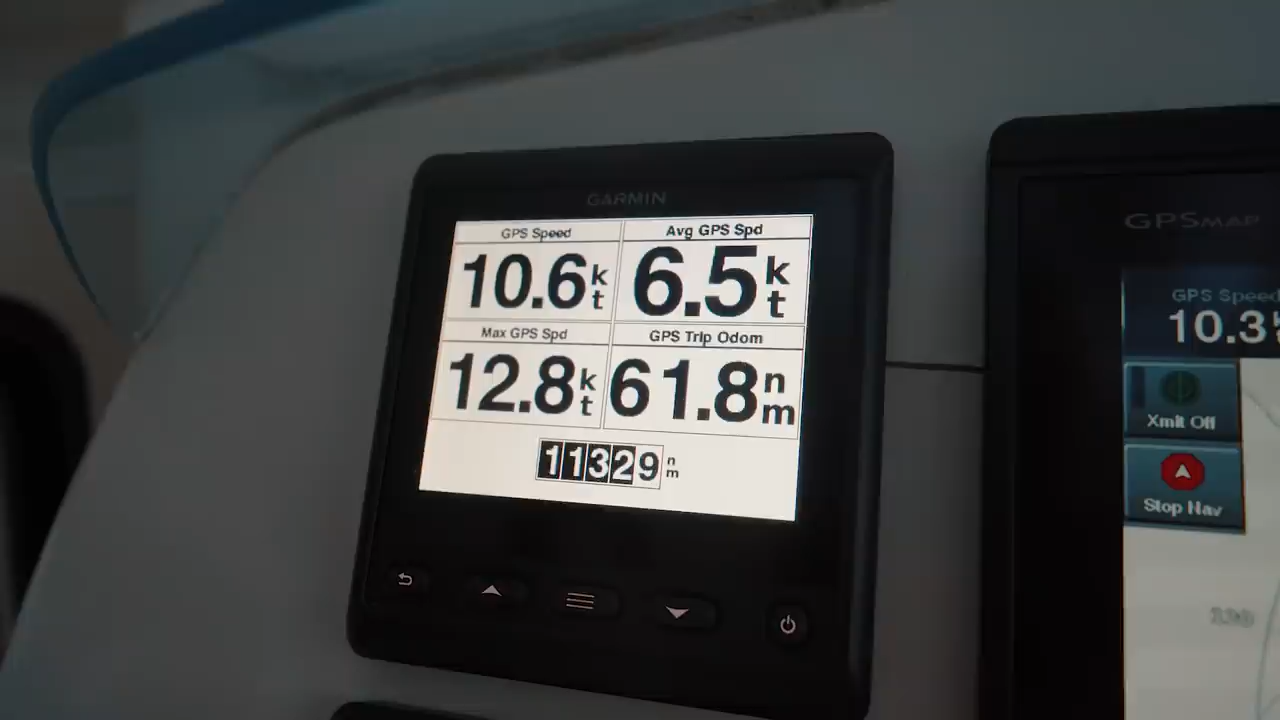 GARMIN
GPS Speed
10.6 kt
Avg GPS Spd
6.5 kt
Max GPS Spd
12.8 kt
GPS Trip Odom
61.8 nm
11329 nm
GPSMAP
GPS Speed
10.3
Xmit Off
Stop Nav